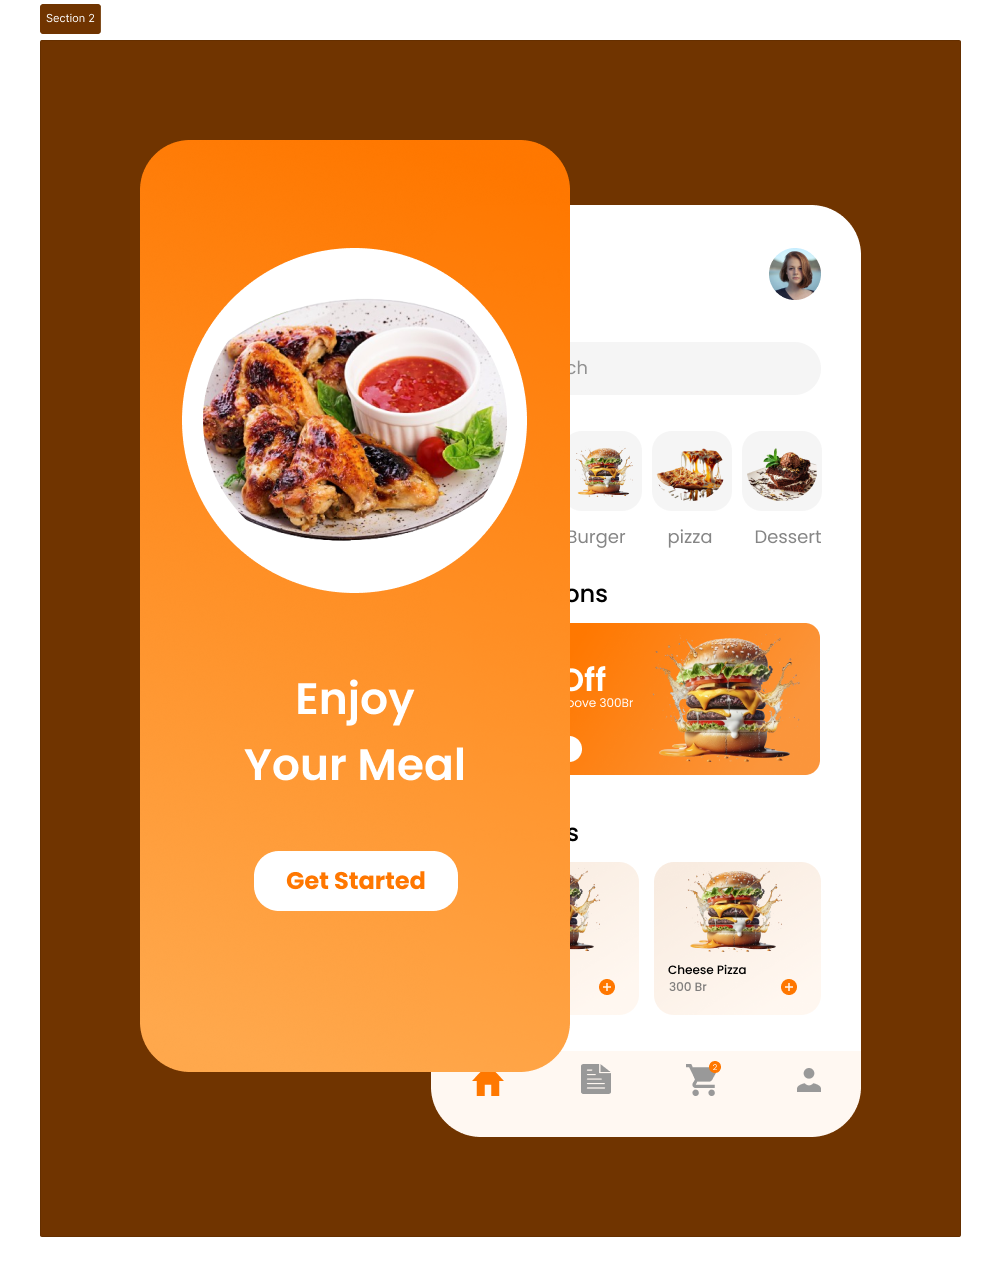 Section 2
Enjoy
Your Meal
Get Started
ch
Burger
pizza
Dessert
ons
Off
bove 300Br
s
Cheese Pizza
300 Br
2